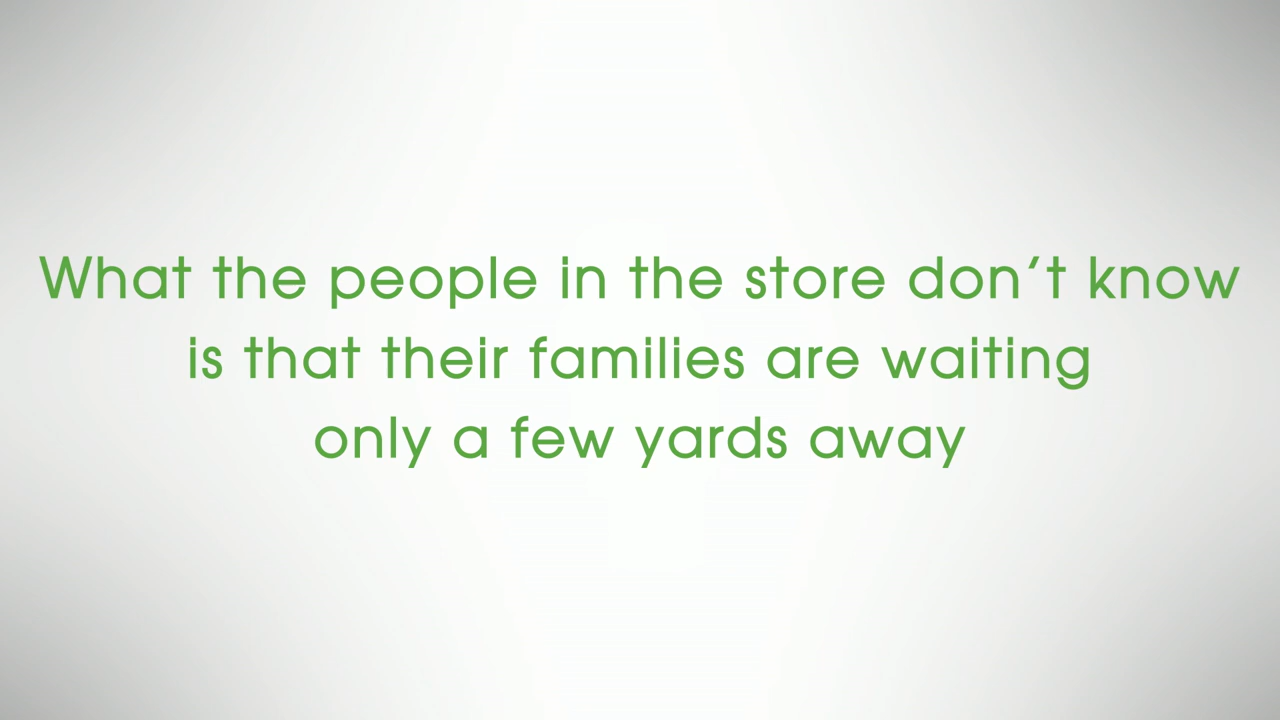 What the people in the store don’t know
is that their families are waiting
only a few yards away